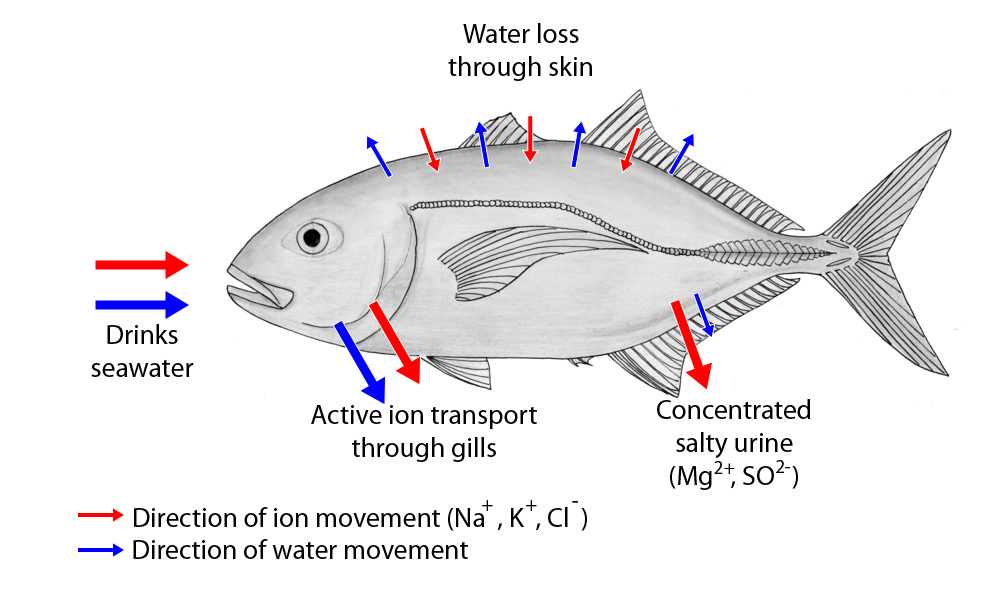 Water loss
through skin
Drinks
seawater
Active ion transport
through gills
Concentrated
salty urine
(Mg²⁺, SO²⁻)
Direction of ion movement (Na⁺, K⁺, Cl⁻)
Direction of water movement